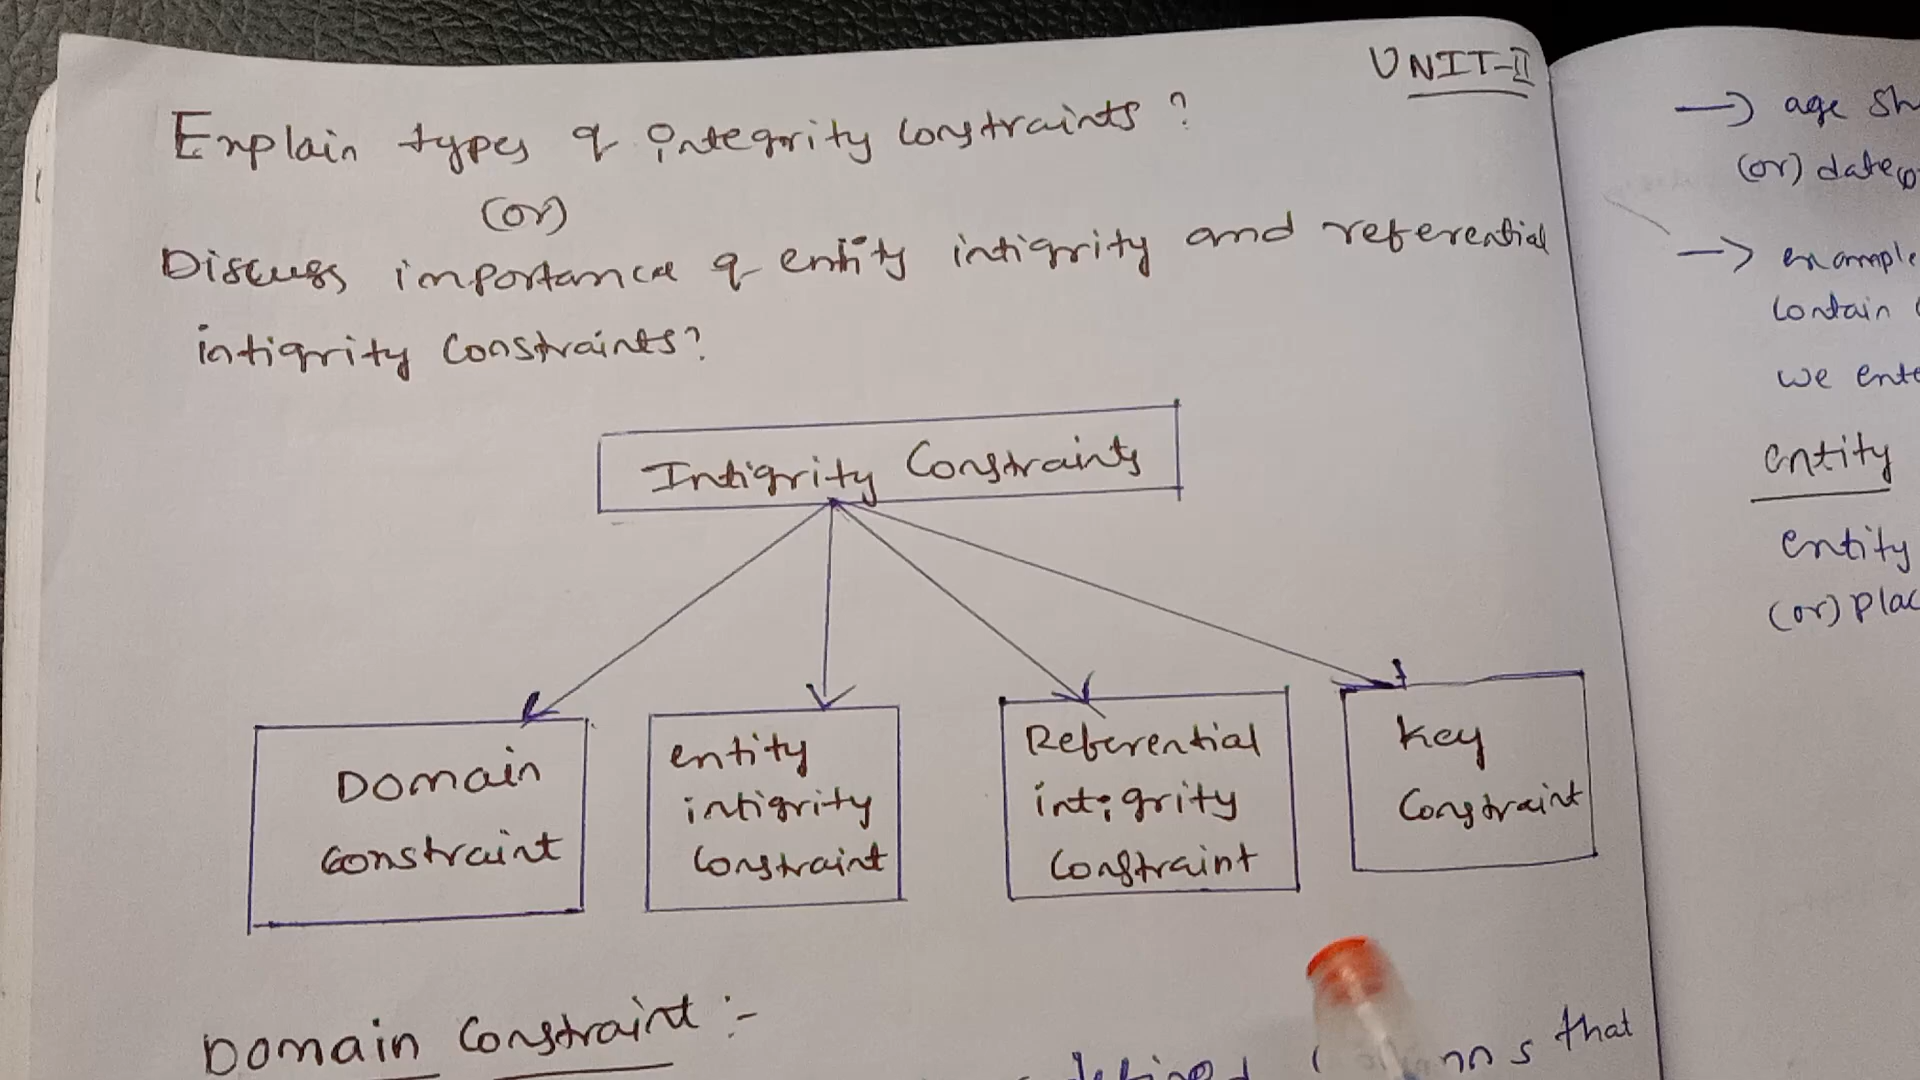 UNIT-II
Explain types of integrity constraints?
(or)
Discuss importance of entity intigrity and referential
intigrity constraints?
Intigrity Constraints
Domain
constraint
entity
intigrity
constraint
Referential
intigrity
constraint
Key
constraint
Domain Constraint :-
that
→ age
(or) date
→ example
contain
we
entity
entity
(or)